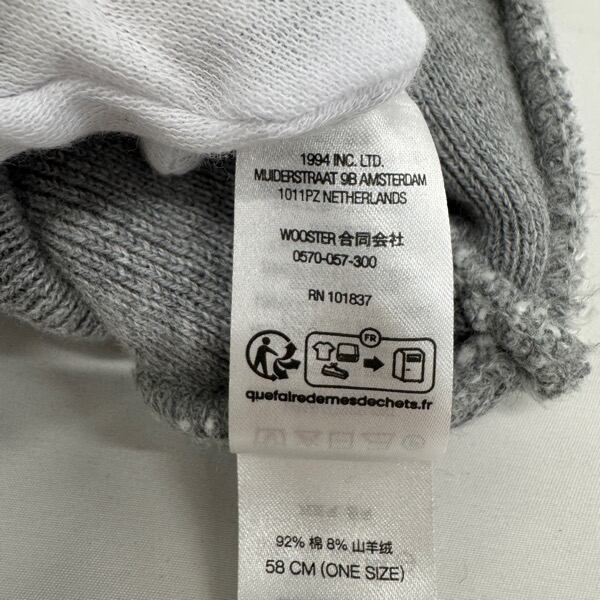 1994 INC. LTD.
MUIDERSTRAAT 9B AMSTERDAM
1011PZ NETHERLANDS
WOOSTER 合同会社
0570-057-300
RN 101837
FR
quefairedemesdechets.fr
92% 棉 8% 山羊绒
58 CM (ONE SIZE)